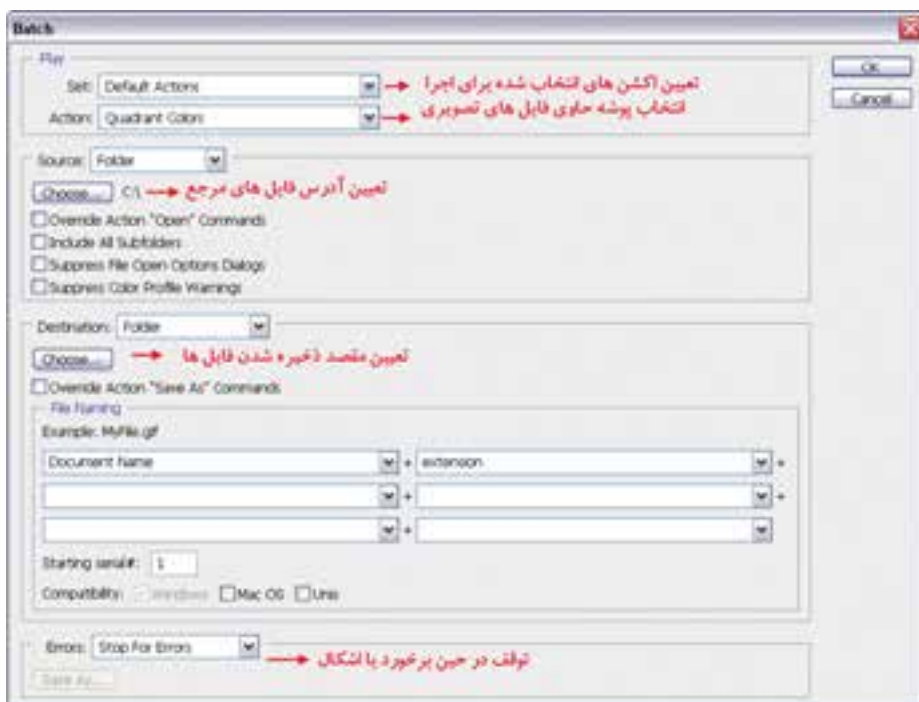 Batch
Play
Set: Default Actions
تعیین اکشن های انتخاب شده برای اجرا
Action: Quadrant Colors
انتخاب پوشه حاوی فایل های تصویری
OK
Cancel
Source: Folder
Choose... C:\
تعیین آدرس فایل های مرجع
Override Action "Open" Commands
Include All Subfolders
Suppress File Open Options Dialogs
Suppress Color Profile Warnings
Destination: Folder
Choose...
تعیین مقصد ذخیره شدن فایل ها
Override Action "Save As" Commands
File Naming
Example: MyFile.gif
Document Name + extension +
+ +
+
Starting serial#: 1
Compatibility: Windows Mac OS Unix
Errors: Stop For Errors
توقف در حین برخورد با اشکال
Save As...